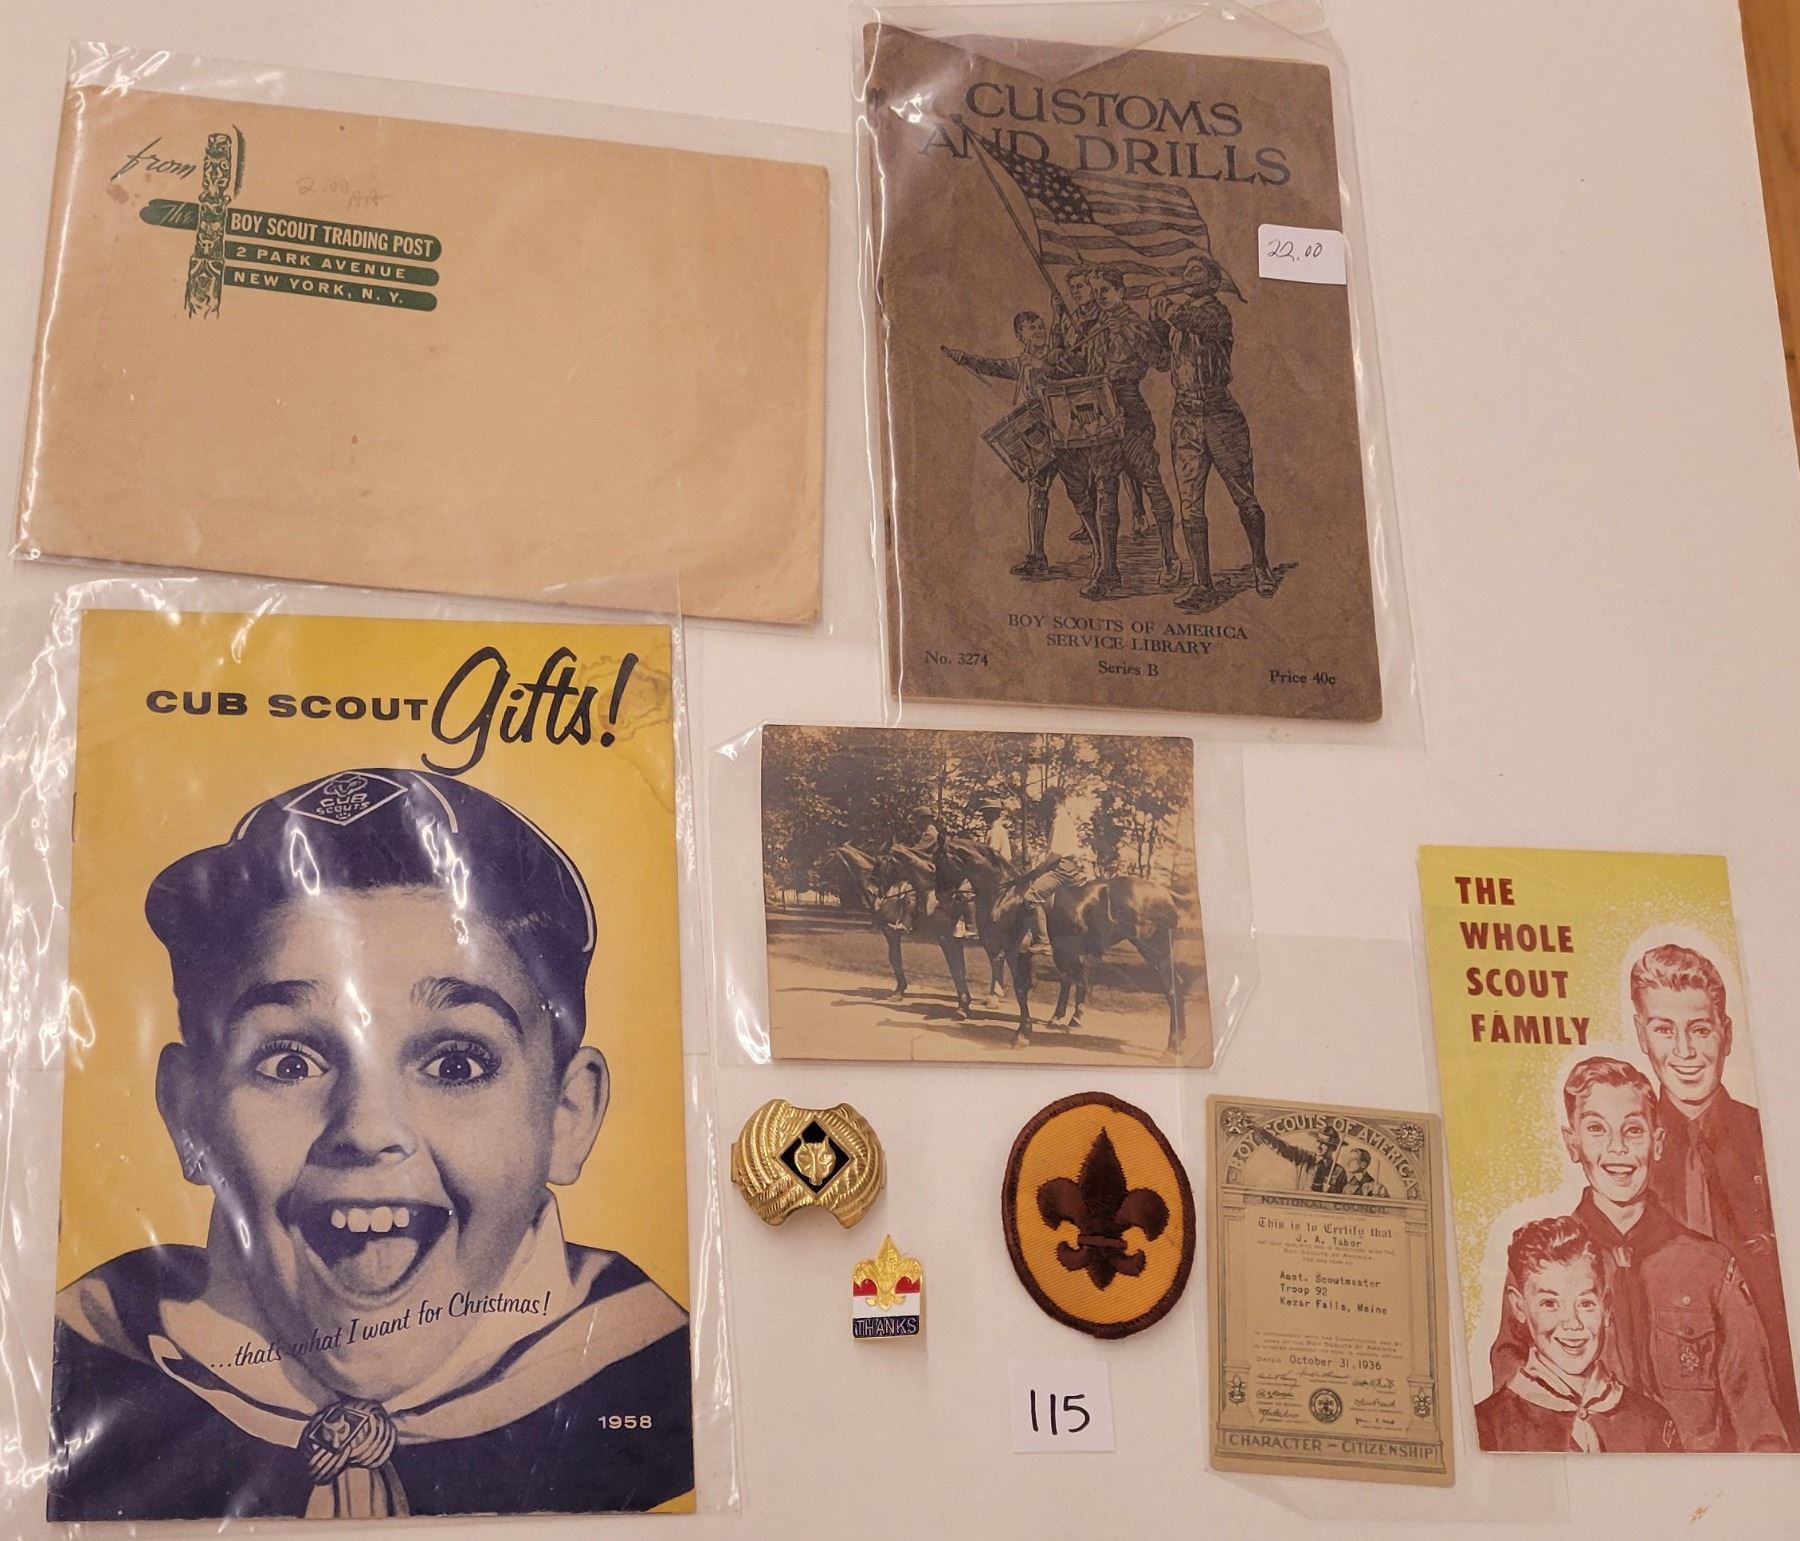 from
The
BOY SCOUT TRADING POST
2 PARK AVENUE
NEW YORK, N. Y.
2.00
AA
CUSTOMS
AND DRILLS
22.00
BOY SCOUTS OF AMERICA
SERVICE LIBRARY
No. 3274
Series B
Price 40c
CUB SCOUT Gifts!
CUB
SCOUTS
...thats what I want for Christmas!
1958
THANKS
115
BOY SCOUTS OF AMERICA
NATIONAL COUNCIL
This is to Certify that
J. A. Tabor
Asst. Scoutmaster
Troop 92
Kezar Falls, Maine
DATED October 31, 1936
CHARACTER - CITIZENSHIP
THE
WHOLE
SCOUT
FAMILY